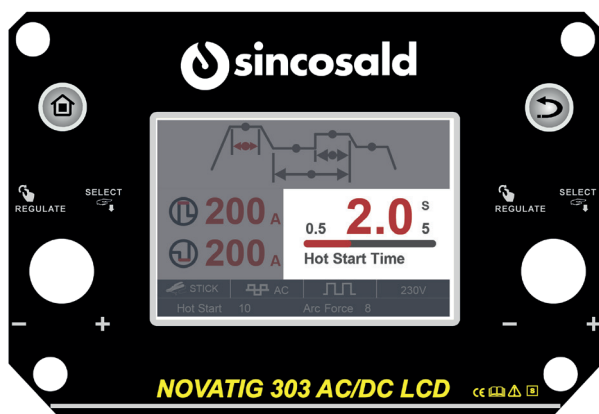 sincosald
REGULATE
SELECT
REGULATE
SELECT
200 A
200 A
0.5 2.0 s 5
Hot Start Time
STICK AC 230V
Hot Start 10 Arc Force 8
− +
− +
NOVATIG 303 AC/DC LCD CE 8